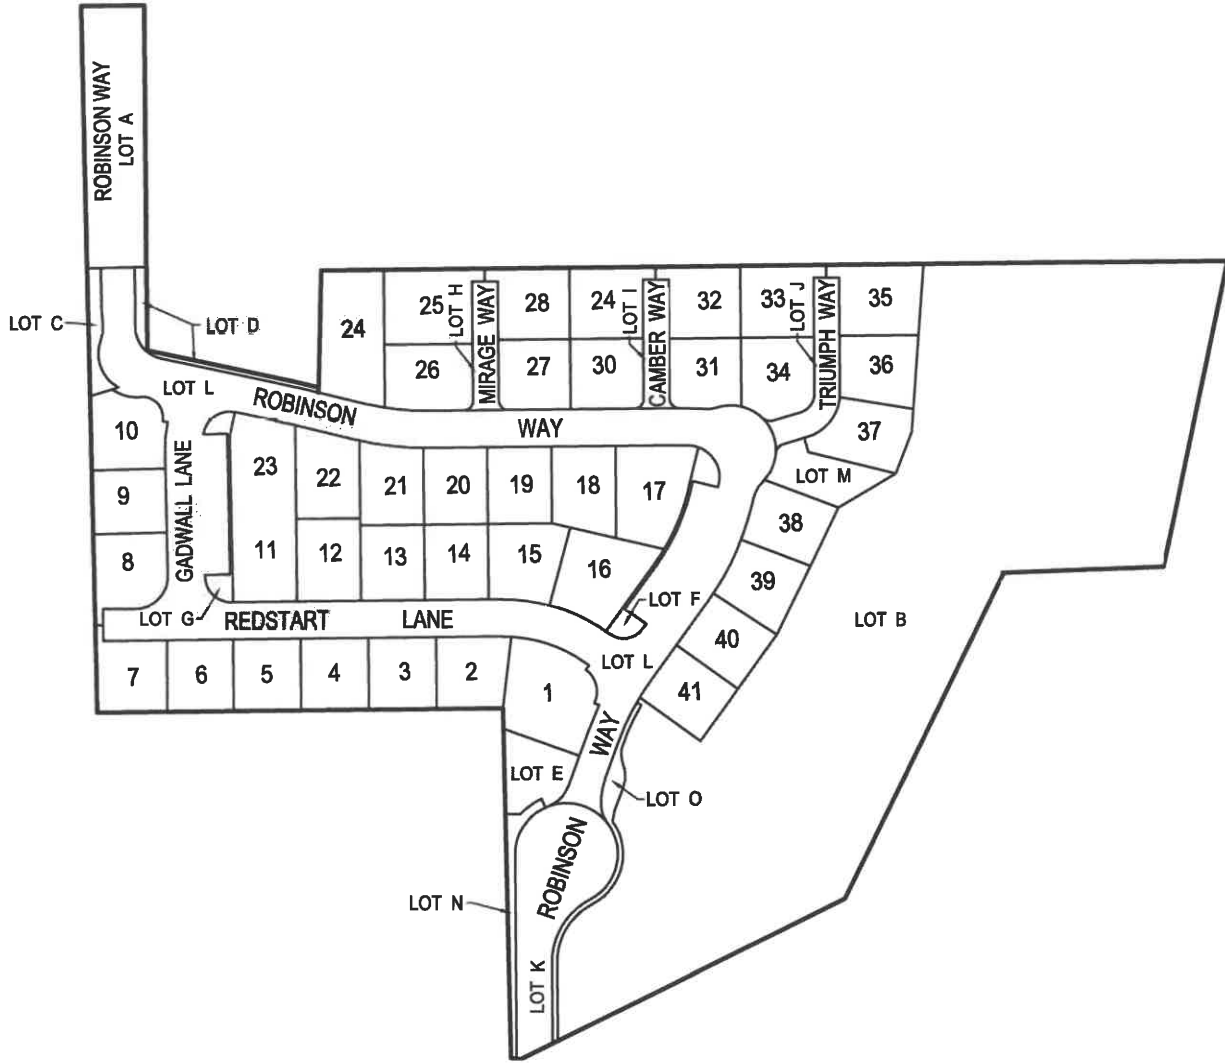 ROBINSON WAY
LOT A
LOT C
LOT D
LOT L
ROBINSON
WAY
24
25
LOT H
MIRAGE WAY
28
24
LOT I
CAMBER WAY
32
33
LOT J
TRIUMPH WAY
35
26
27
30
31
34
36
37
LOT M
10
9
8
GADWALL LANE
23
22
21
20
19
18
17
11
12
13
14
15
16
38
39
40
41
LOT B
LOT G
REDSTART
LANE
LOT F
LOT L
7
6
5
4
3
2
1
WAY
LOT E
LOT O
ROBINSON
LOT N
LOT K